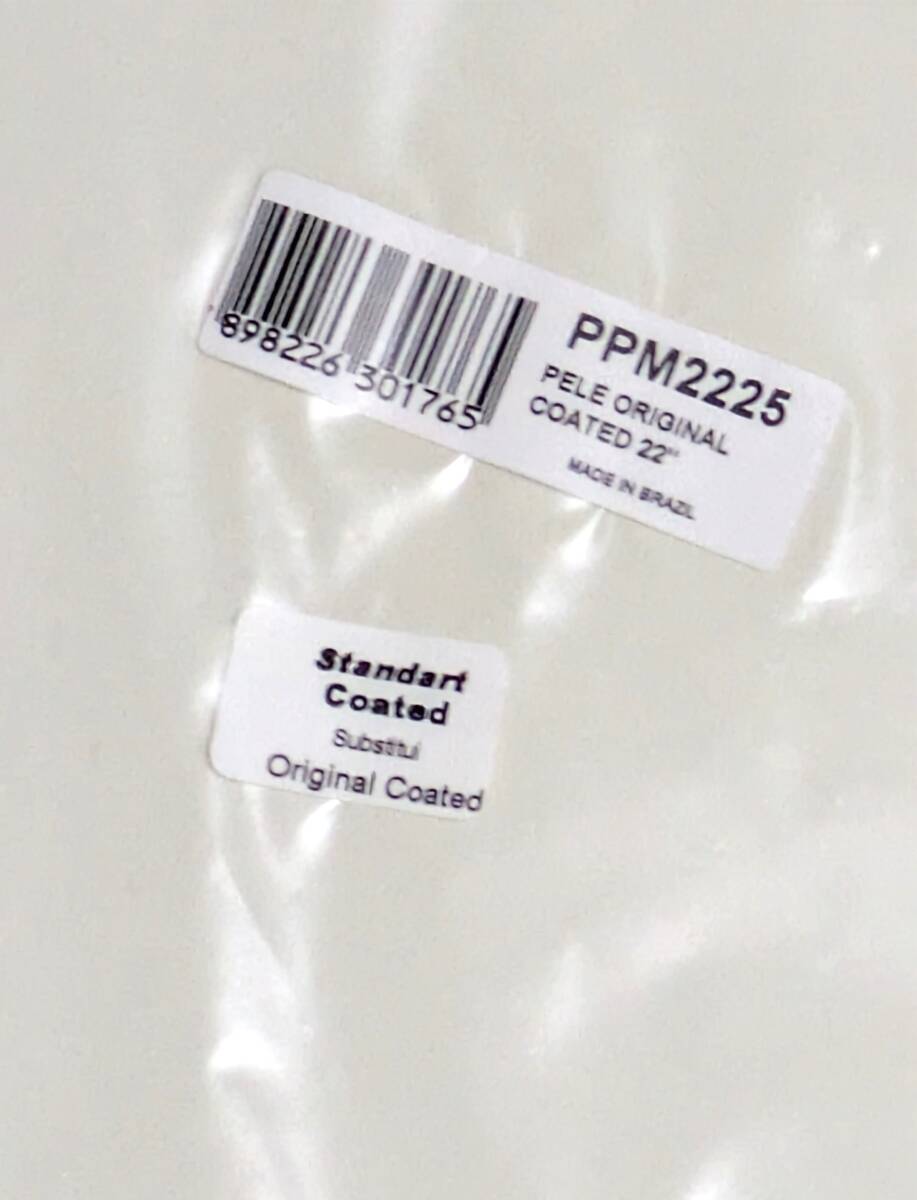 898226 301765
PPM2225
PELE ORIGINAL
COATED 22"
MADE IN BRAZIL
Standart
Coated
Substitui
Original Coated